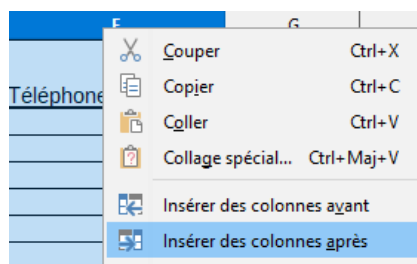 F G
Téléphone
Couper Ctrl+X
Copier Ctrl+C
Coller Ctrl+V
Collage spécial... Ctrl+Maj+V
Insérer des colonnes avant
Insérer des colonnes après